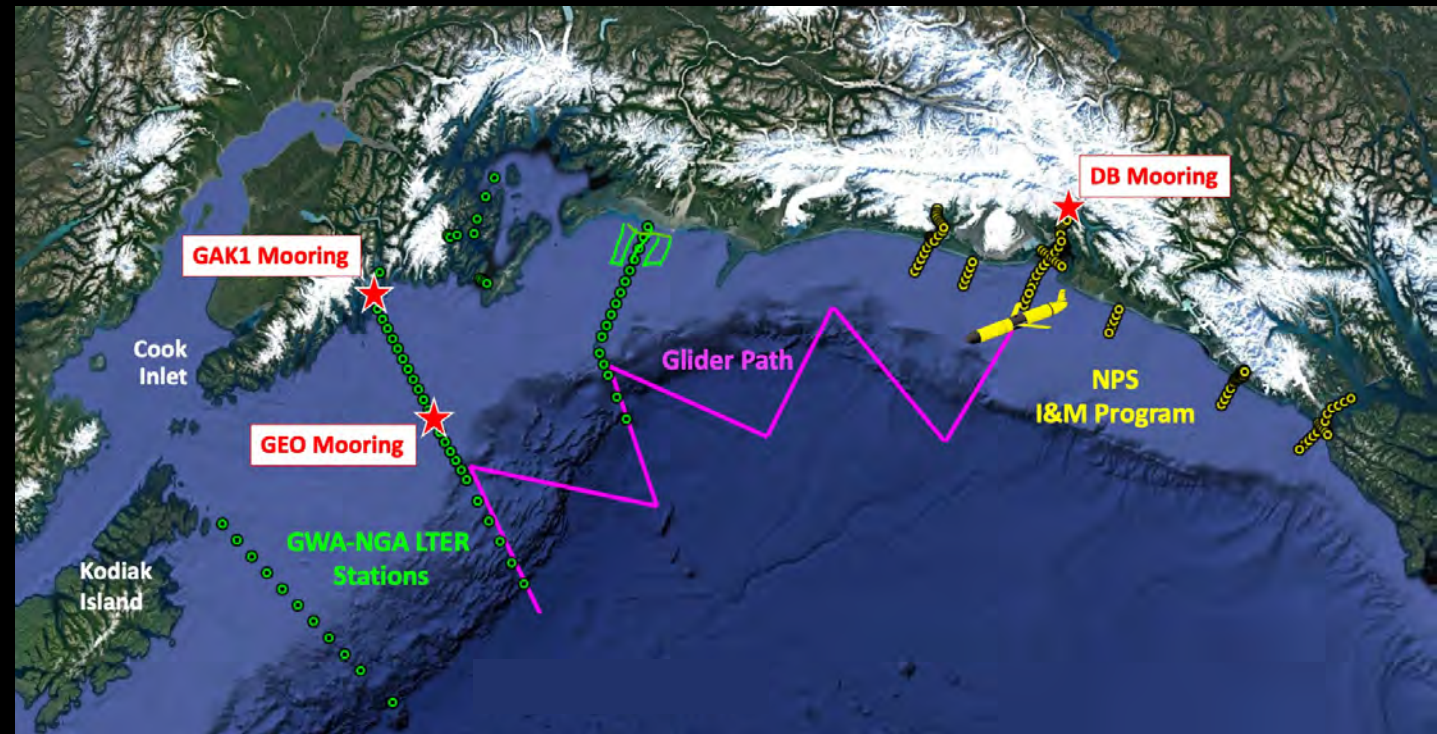 DB Mooring
GAK1 Mooring
Cook
Inlet
Glider Path
NPS
I&M Program
GEO Mooring
GWA-NGA LTER
Stations
Kodiak
Island